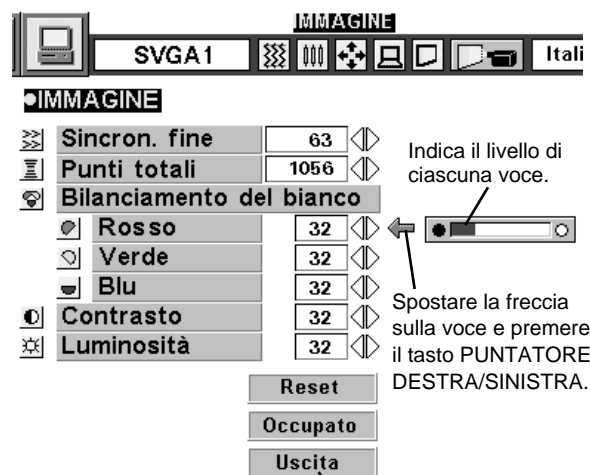 IMMAGINE
SVGA1
Itali
●IMMAGINE
Sincron. fine 63
Punti totali 1056
Bilanciamento del bianco
Rosso 32
Verde 32
Blu 32
Contrasto 32
Luminosità 32
Indica il livello di
ciascuna voce.
Spostare la freccia
sulla voce e premere
il tasto PUNTATORE
DESTRA/SINISTRA.
Reset
Occupato
Uscita